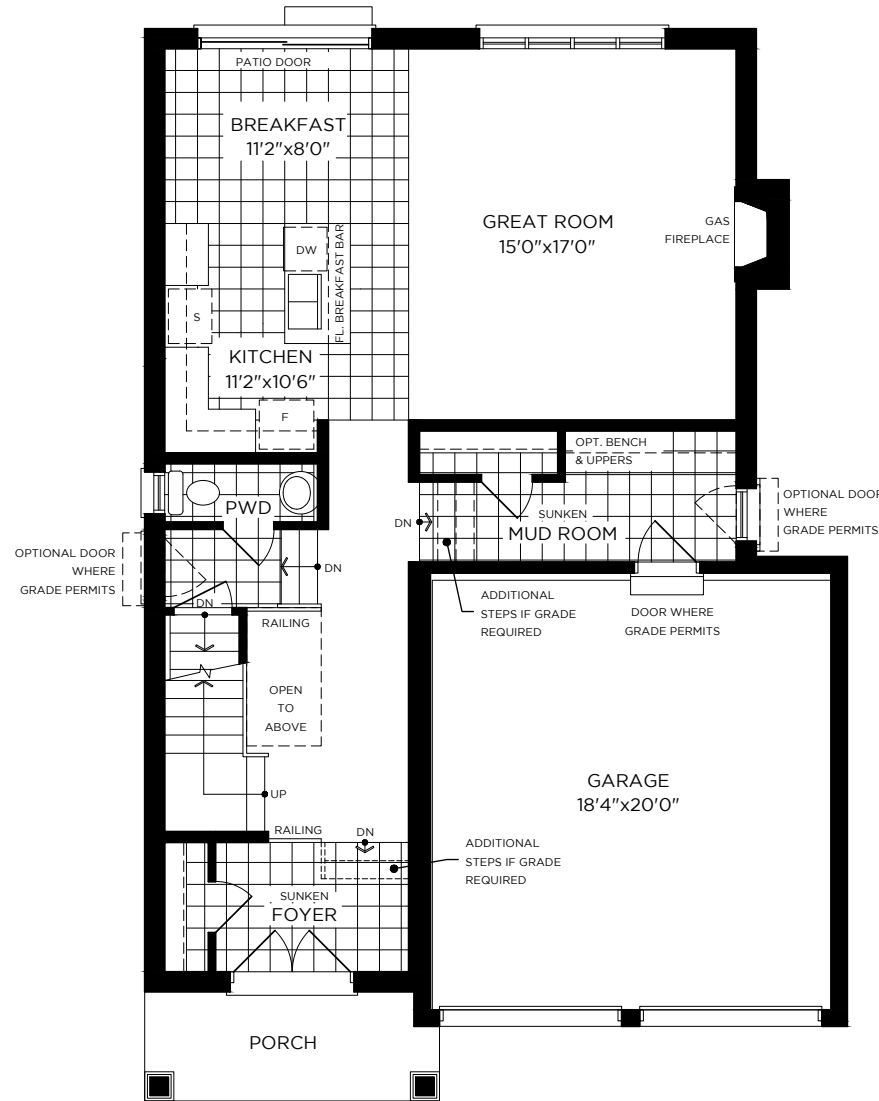 PATIO DOOR
BREAKFAST
11'2"x8'0"
GREAT ROOM
15'0"x17'0"
GAS
FIREPLACE
DW
FL. BREAKFAST BAR
S
KITCHEN
11'2"x10'6"
F
OPT. BENCH
& UPPERS
PWD
DN
SUNKEN
MUD ROOM
OPTIONAL DOOR
WHERE
GRADE PERMITS
OPTIONAL DOOR
WHERE
GRADE PERMITS
DN
DN
RAILING
ADDITIONAL
STEPS IF GRADE
REQUIRED
DOOR WHERE
GRADE PERMITS
OPEN
TO
ABOVE
UP
GARAGE
18'4"x20'0"
RAILING
DN
ADDITIONAL
STEPS IF GRADE
REQUIRED
SUNKEN
FOYER
PORCH